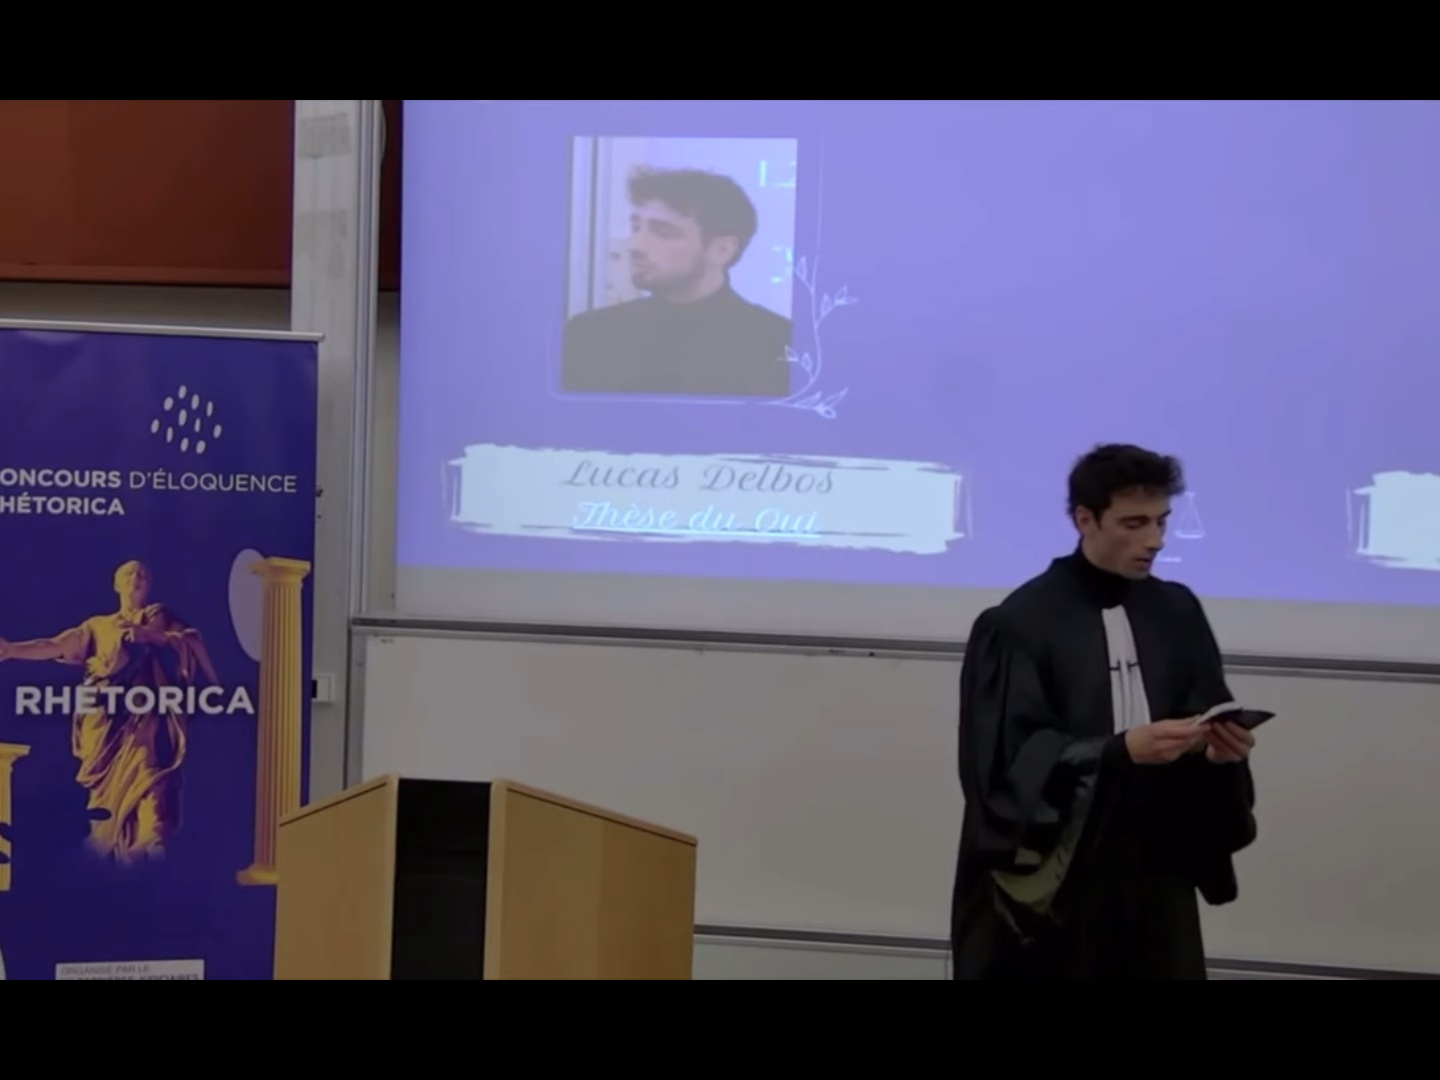 Lucas Delbos
Thèse du Oui
ONCOURS D'ÉLOQUENCE
HÉTORICA
RHÉTORICA
ORGANISÉ PAR LE